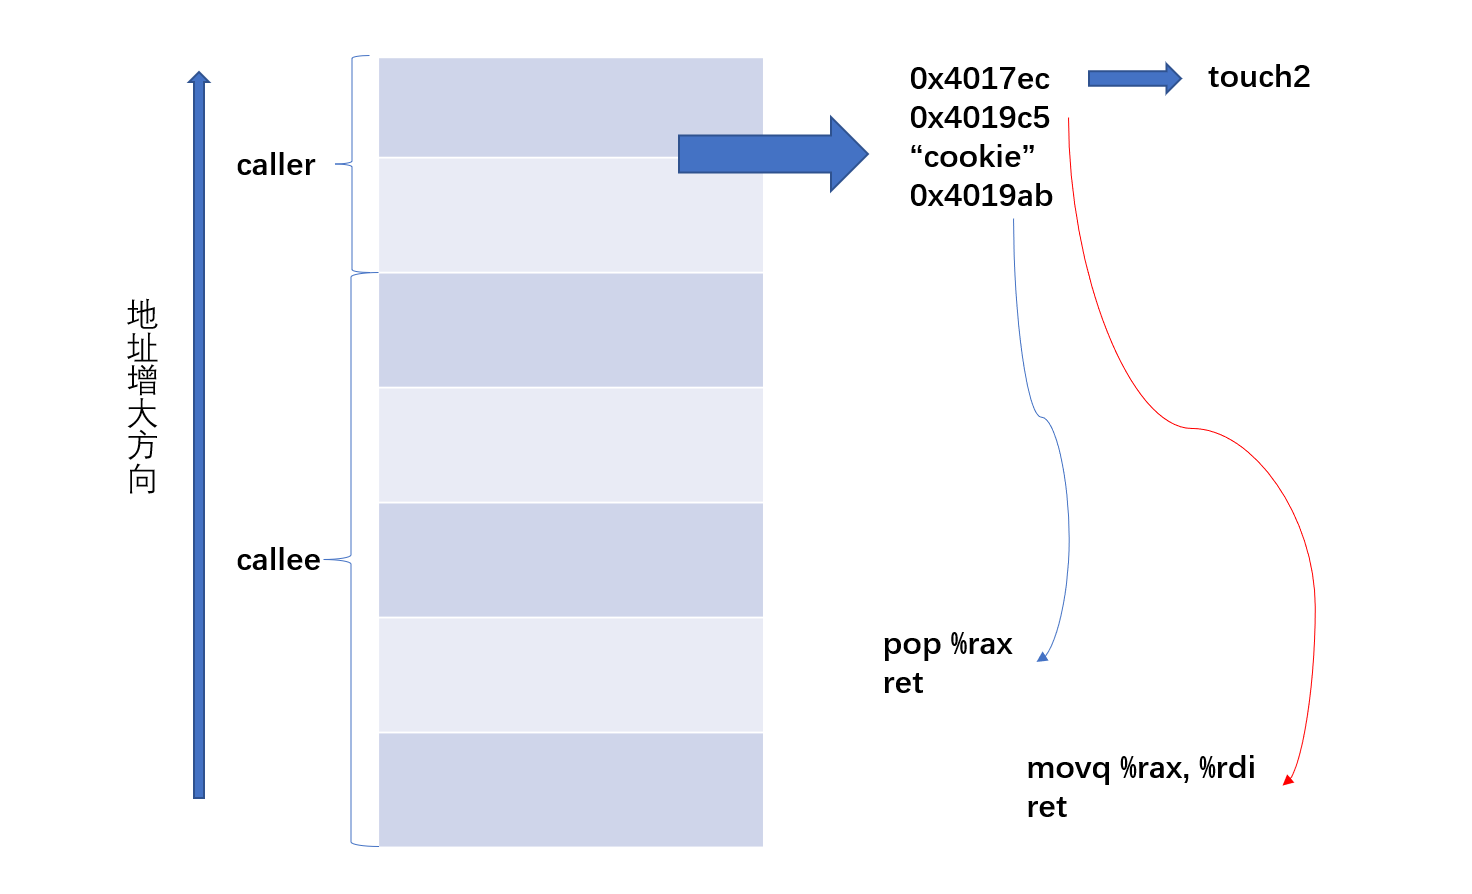 0x4017ec
touch2
0x4019c5
“cookie”
0x4019ab
caller
地址增大方向
callee
pop %rax
ret
movq %rax, %rdi
ret